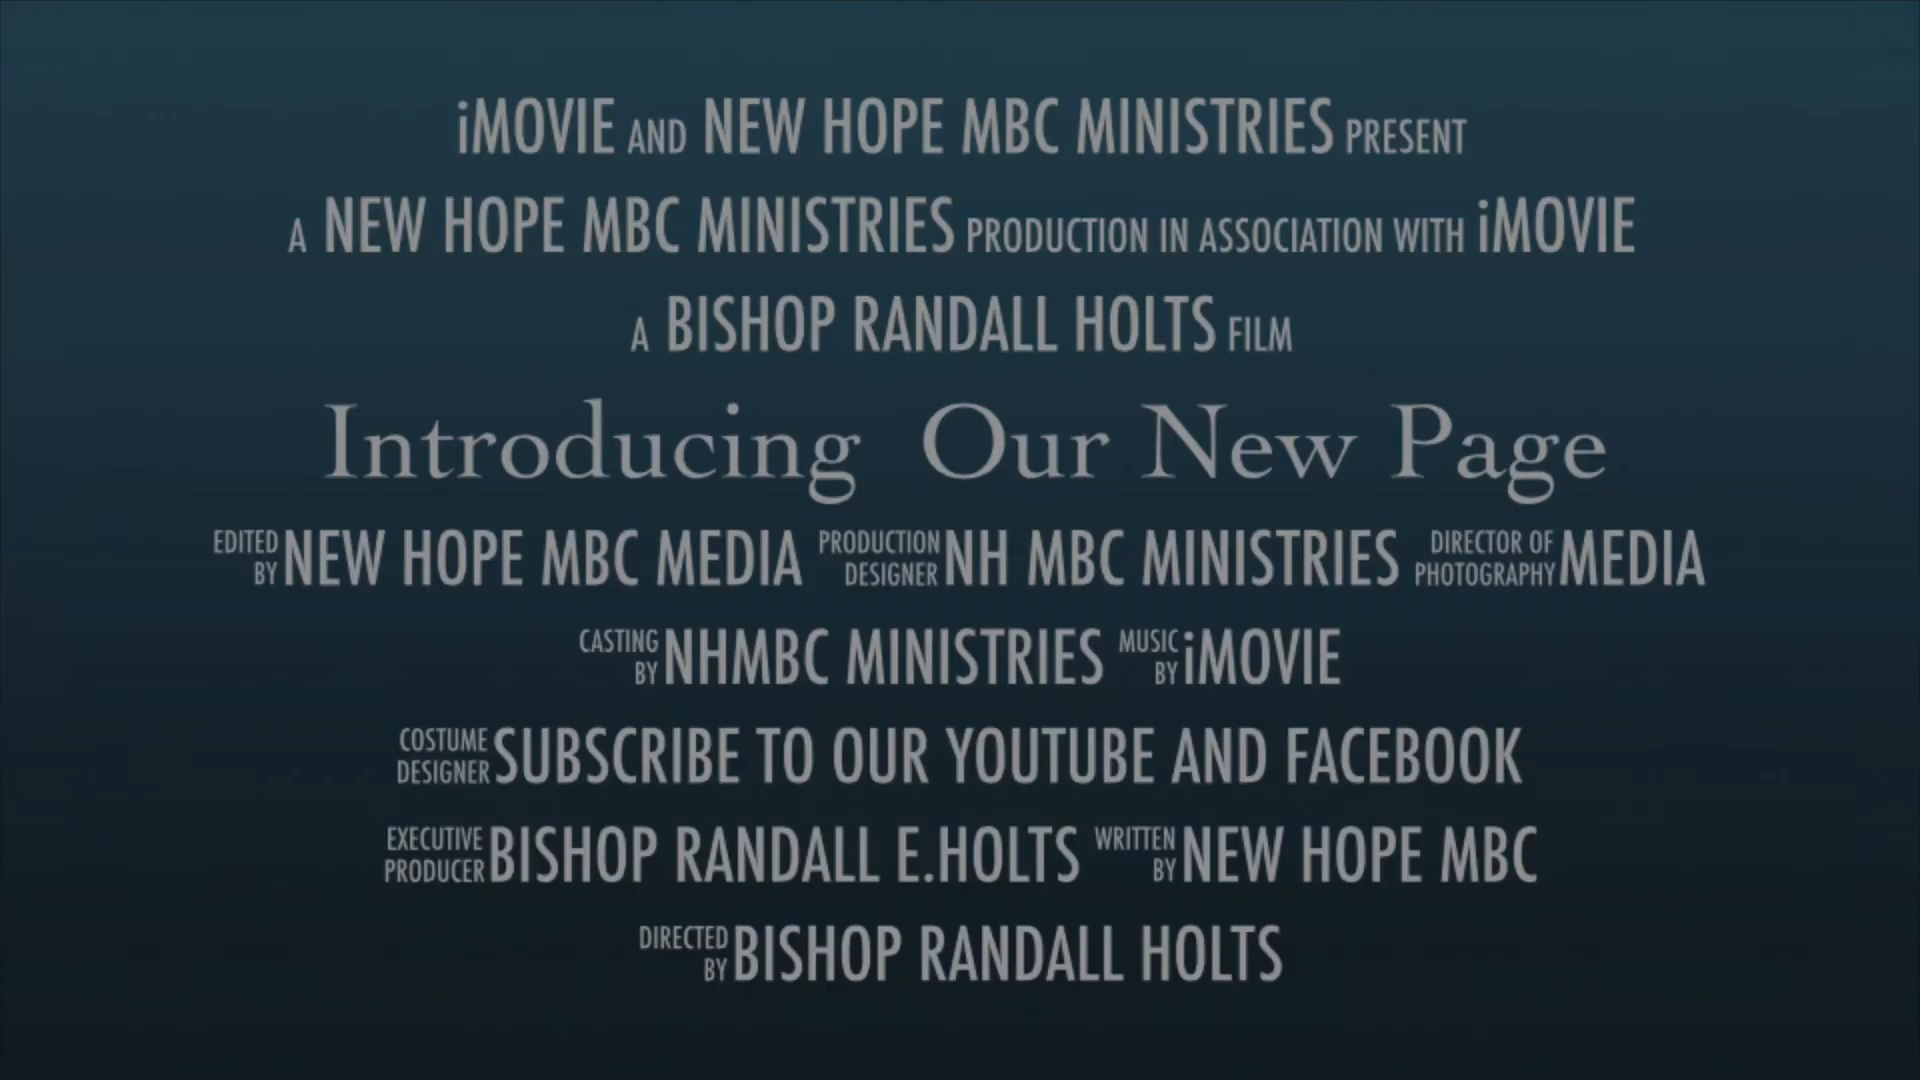 iMOVIE AND NEW HOPE MBC MINISTRIES PRESENT
A NEW HOPE MBC MINISTRIES PRODUCTION IN ASSOCIATION WITH iMOVIE
A BISHOP RANDALL HOLTS FILM
Introducing Our New Page
EDITED BY NEW HOPE MBC MEDIA PRODUCTION DESIGNER NH MBC MINISTRIES DIRECTOR OF PHOTOGRAPHY MEDIA
CASTING BY NHMBC MINISTRIES MUSIC BY iMOVIE
COSTUME DESIGNER SUBSCRIBE TO OUR YOUTUBE AND FACEBOOK
EXECUTIVE PRODUCER BISHOP RANDALL E.HOLTS WRITTEN BY NEW HOPE MBC
DIRECTED BY BISHOP RANDALL HOLTS